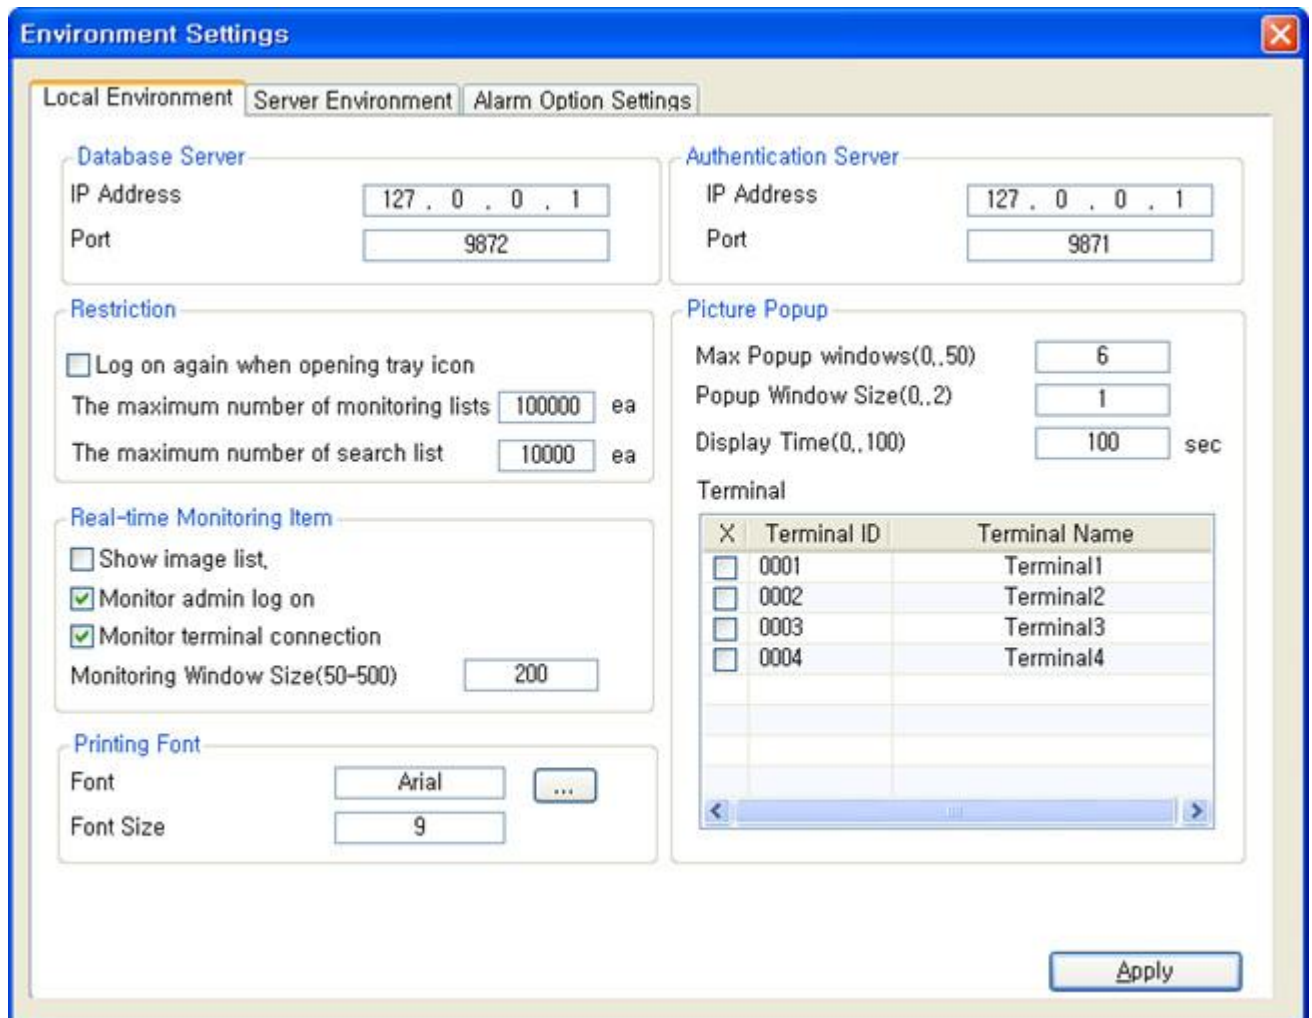 Environment Settings
Local Environment
Server Environment
Alarm Option Settings
Database Server
IP Address 127 . 0 . 0 . 1
Port 9872
Authentication Server
IP Address 127 . 0 . 0 . 1
Port 9871
Restriction
Log on again when opening tray icon
The maximum number of monitoring lists 100000 ea
The maximum number of search list 10000 ea
Real-time Monitoring Item
Show image list,
Monitor admin log on
Monitor terminal connection
Monitoring Window Size(50-500) 200
Printing Font
Font Arial ...
Font Size 9
Picture Popup
Max Popup windows(0,.50) 6
Popup Window Size(0,.2) 1
Display Time(0,.100) 100 sec
Terminal
X Terminal ID Terminal Name
0001 Terminal1
0002 Terminal2
0003 Terminal3
0004 Terminal4
Apply